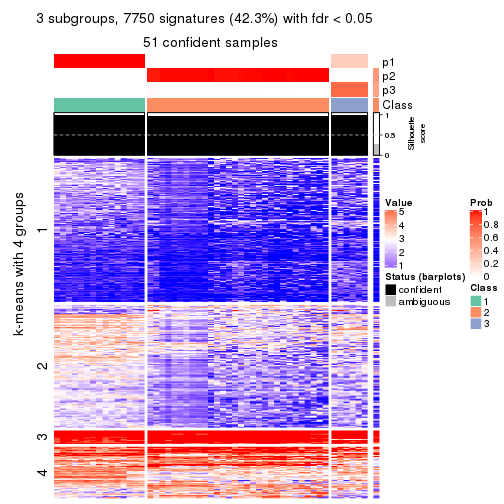 3 subgroups, 7750 signatures (42.3%) with fdr < 0.05
51 confident samples
p1
p2
p3
Class
1
0.5
0
Silhouette
score
k-means with 4 groups
1
2
3
4
Value
5
4
3
2
1
Status (barplots)
confident
ambiguous
Prob
1
0.8
0.6
0.4
0.2
0
Class
1
2
3